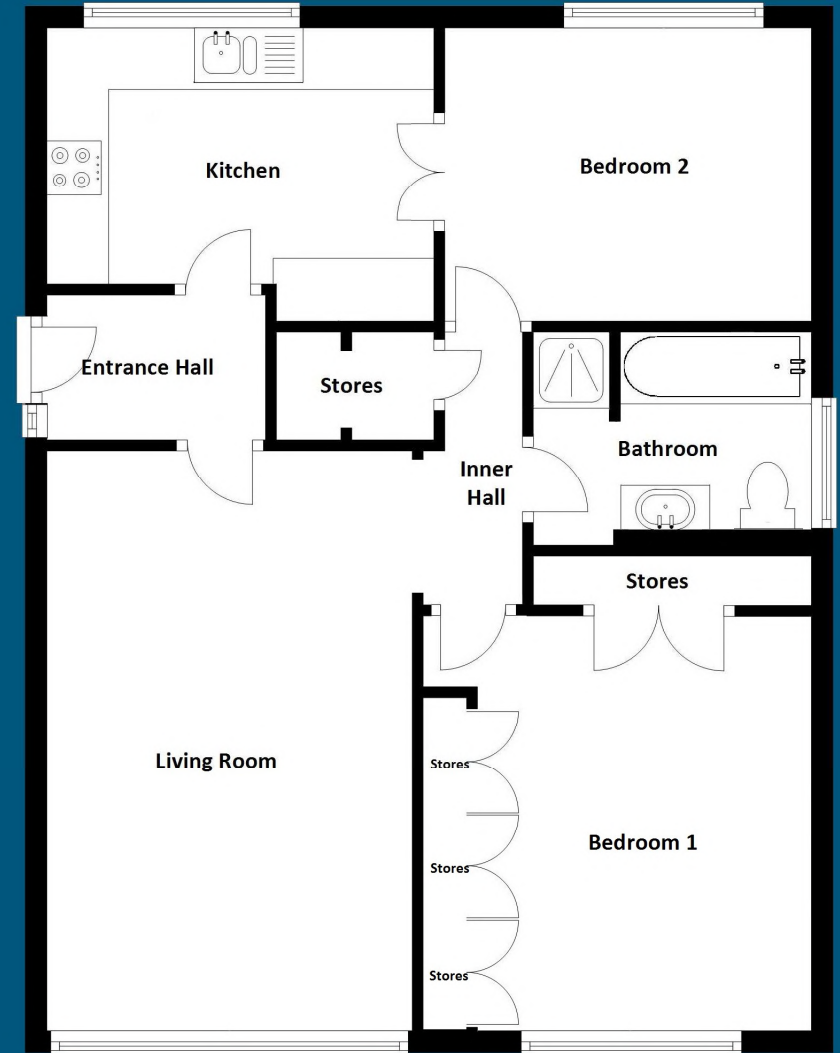 Kitchen
Bedroom 2
Entrance Hall
Stores
Inner
Hall
Bathroom
Stores
Living Room
Stores
Bedroom 1
Stores
Stores